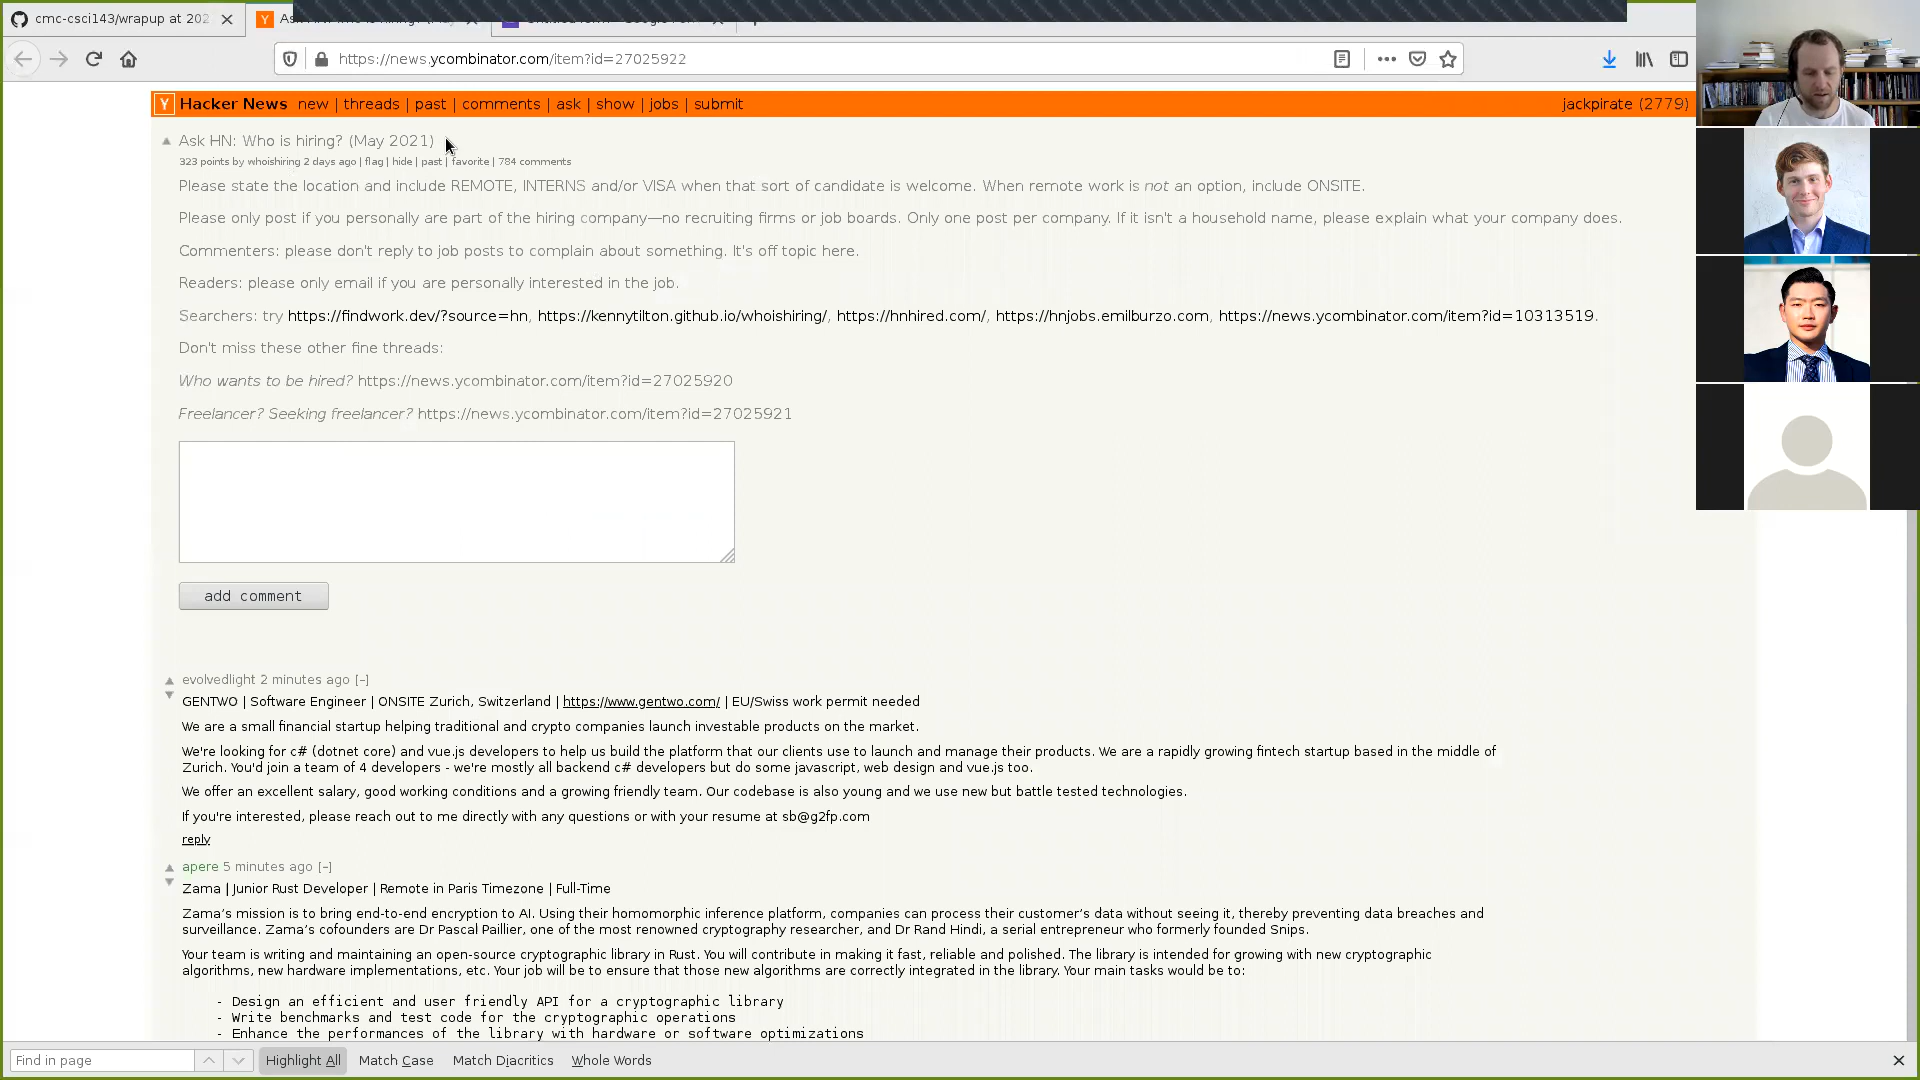 cmc-csci143/wrapup at 202
https://news.ycombinator.com/item?id=27025922
Y Hacker News new | threads | past | comments | ask | show | jobs | submit
jackpirate (2779)
Ask HN: Who is hiring? (May 2021)
323 points by whoishiring 2 days ago | flag | hide | past | favorite | 784 comments
Please state the location and include REMOTE, INTERNS and/or VISA when that sort of candidate is welcome. When remote work is not an option, include ONSITE.
Please only post if you personally are part of the hiring company—no recruiting firms or job boards. Only one post per company. If it isn't a household name, please explain what your company does.
Commenters: please don't reply to job posts to complain about something. It's off topic here.
Readers: please only email if you are personally interested in the job.
Searchers: try https://findwork.dev/?source=hn, https://kennytilton.github.io/whoishiring/, https://hnhired.com/, https://hnjobs.emilburzo.com, https://news.ycombinator.com/item?id=10313519.
Don't miss these other fine threads:
Who wants to be hired? https://news.ycombinator.com/item?id=27025920
Freelancer? Seeking freelancer? https://news.ycombinator.com/item?id=27025921
add comment
evolvedlight 2 minutes ago [–]
GENTWO | Software Engineer | ONSITE Zurich, Switzerland | https://www.gentwo.com/ | EU/Swiss work permit needed
We are a small financial startup helping traditional and crypto companies launch investable products on the market.
We're looking for c# (dotnet core) and vue.js developers to help us build the platform that our clients use to launch and manage their products. We are a rapidly growing fintech startup based in the middle of
Zurich. You'd join a team of 4 developers - we're mostly all backend c# developers but do some javascript, web design and vue.js too.
We offer an excellent salary, good working conditions and a growing friendly team. Our codebase is also young and we use new but battle tested technologies.
If you're interested, please reach out to me directly with any questions or with your resume at sb@g2fp.com
reply
apere 5 minutes ago [–]
Zama | Junior Rust Developer | Remote in Paris Timezone | Full-Time
Zama’s mission is to bring end-to-end encryption to AI. Using their homomorphic inference platform, companies can process their customer’s data without seeing it, thereby preventing data breaches and
surveillance. Zama’s cofounders are Dr Pascal Paillier, one of the most renowned cryptography researcher, and Dr Rand Hindi, a serial entrepreneur who formerly founded Snips.
Your team is writing and maintaining an open-source cryptographic library in Rust. You will contribute in making it fast, reliable and polished. The library is intended for growing with new cryptographic
algorithms, new hardware implementations, etc. Your job will be to ensure that those new algorithms are correctly integrated in the library. Your main tasks would be to:
- Design an efficient and user friendly API for a cryptographic library
- Write benchmarks and test code for the cryptographic operations
- Enhance the performances of the library with hardware or software optimizations
Find in page
Highlight All Match Case Match Diacritics Whole Words